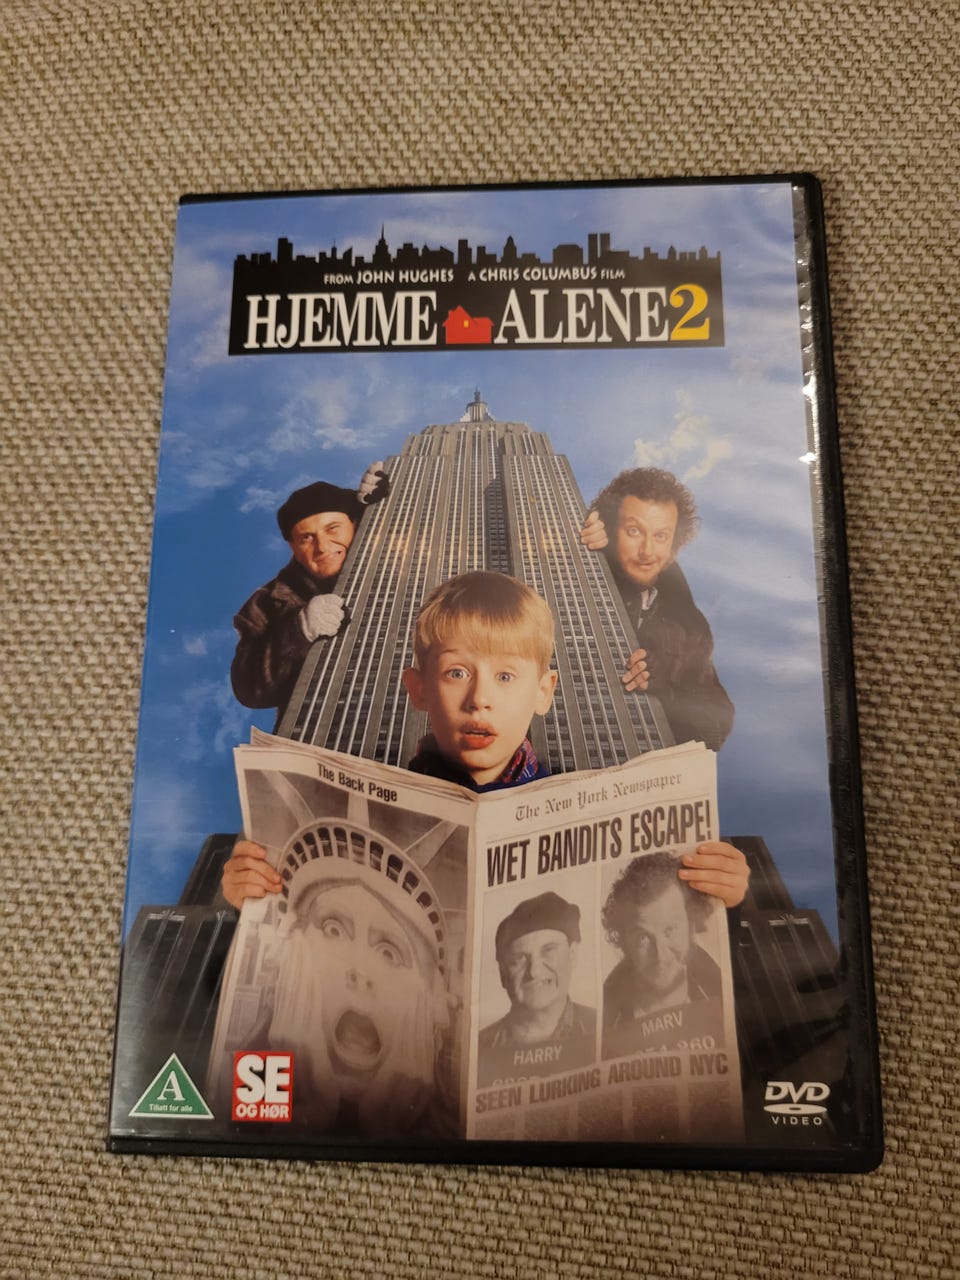 FROM JOHN HUGHES A CHRIS COLUMBUS FILM
HJEMME ALENE 2
The Back Page
The New York Newspaper
WET BANDITS ESCAPE!
HARRY
MARV
SEEN LURKING AROUND NYC
A
Tilladt for alle
SE
OG HØR
DVD
VIDEO